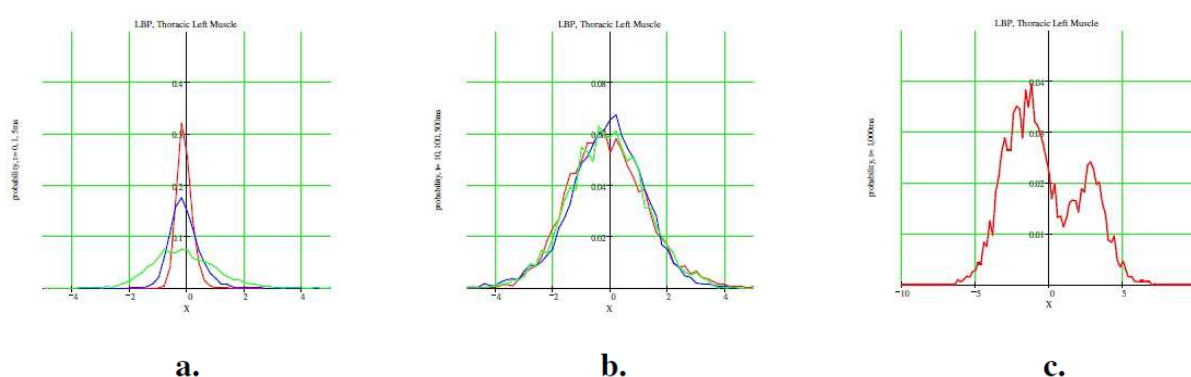 LBP, Thoracic Left Muscle
probability, t= 0, 1, 5ms
0.4
0.3
0.2
0.1
−4
−2
0
2
4
X
a.
LBP, Thoracic Left Muscle
probability, t= 10, 100, 500ms
0.08
0.06
0.04
0.02
−4
−2
0
2
4
X
b.
LBP, Thoracic Left Muscle
probability, t= 1,000ms
0.04
0.03
0.02
0.01
−10
−5
0
5
X
c.